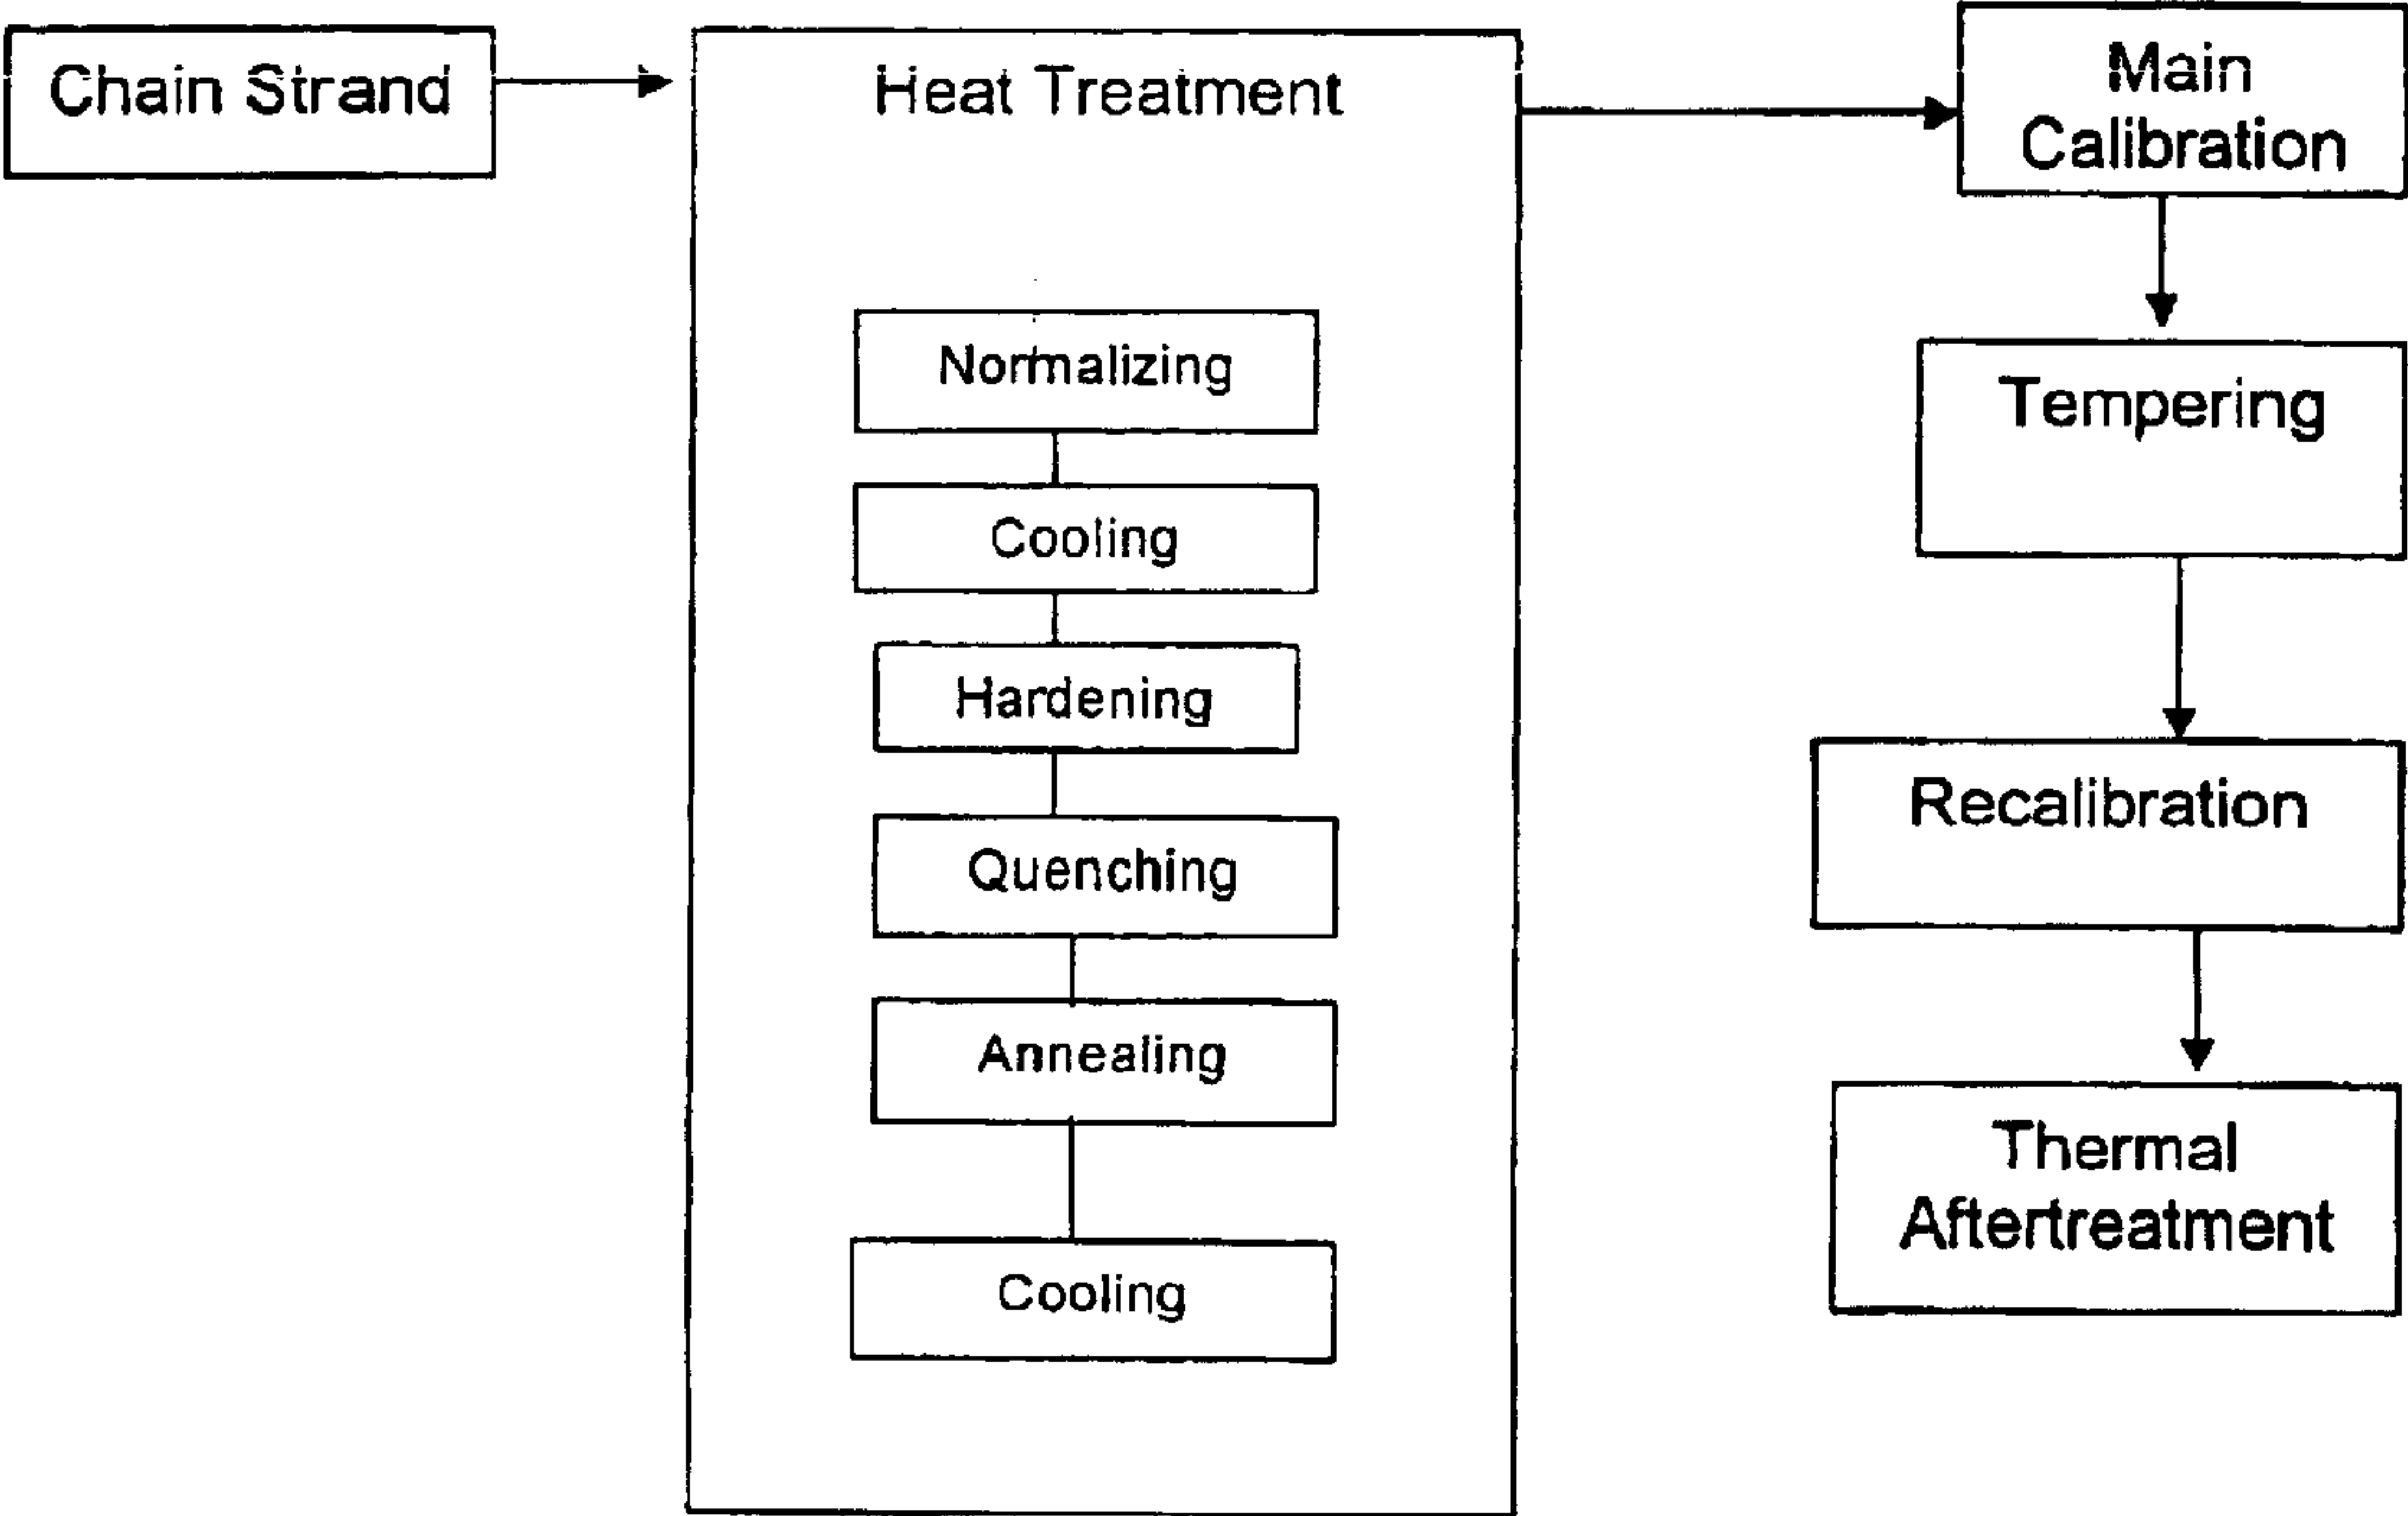 Chain Strand
Heat Treatment
Normalizing
Cooling
Hardening
Quenching
Annealing
Cooling
Main
Calibration
Tempering
Recalibration
Thermal
Aftertreatment